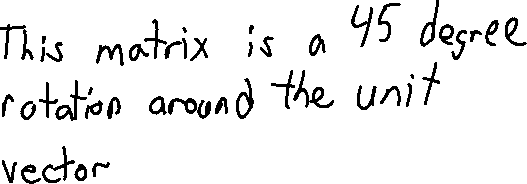 This matrix is a 45 degree
rotation around the unit
vector